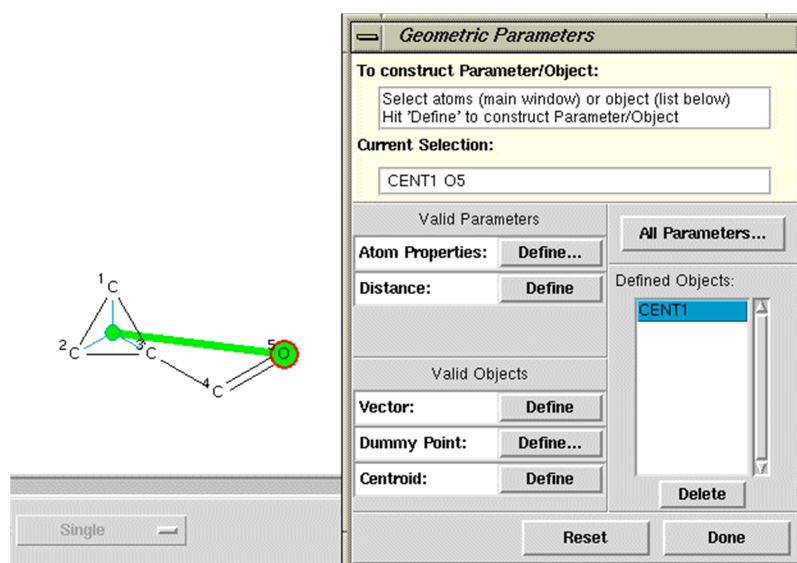 Geometric Parameters
To construct Parameter/Object:
Select atoms (main window) or object (list below)
Hit 'Define' to construct Parameter/Object
Current Selection:
CENT1 O5
Valid Parameters
All Parameters...
Atom Properties: Define...
Distance: Define
Defined Objects:
CENT1
1 C
2 C
3 C
4 C
5 O
Valid Objects
Vector: Define
Dummy Point: Define...
Centroid: Define
Delete
Single
Reset Done